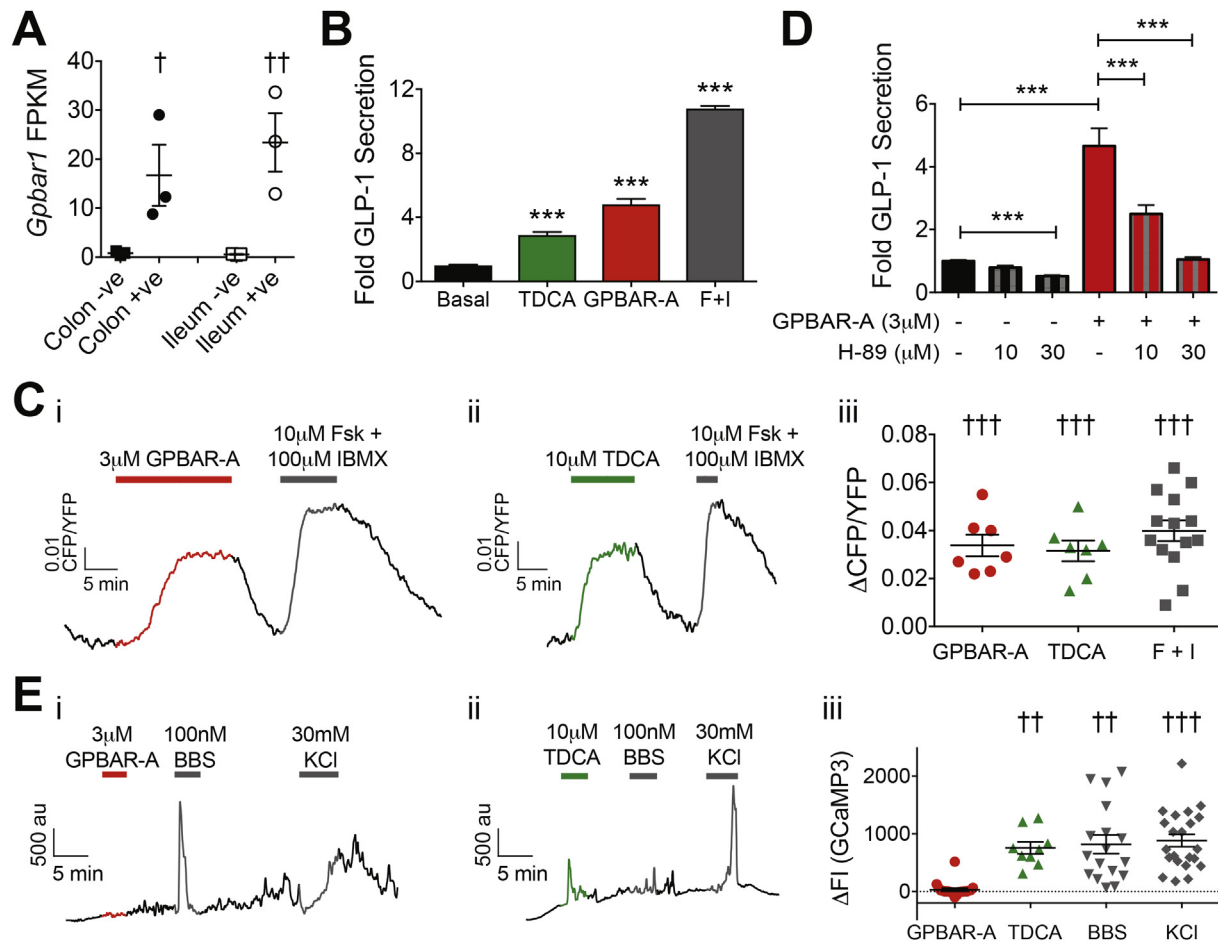 A
Gpbar1 FPKM
40
30
20
10
0
† ††
Colon -ve
Colon +ve
Ileum -ve
Ileum +ve
B
Fold GLP-1 Secretion
12
8
4
0
*** *** ***
Basal TDCA GPBAR-A F+I
D
Fold GLP-1 Secretion
6
4
2
0
***
***
***
***
GPBAR-A (3μM) - - - + + +
H-89 (μM) - 10 30 - 10 30
C
i
3μM GPBAR-A
10μM Fsk +
100μM IBMX
0.01
CFP/YFP
5 min
ii
10μM TDCA
10μM Fsk +
100μM IBMX
0.01
CFP/YFP
5 min
iii
††† ††† †††
ΔCFP/YFP
0.08
0.06
0.04
0.02
0.00
GPBAR-A TDCA F + I
E
i
3μM
GPBAR-A
100nM
BBS
30mM
KCl
500 au
5 min
ii
10μM
TDCA
100nM
BBS
30mM
KCl
500 au
5 min
iii
†† †† †††
ΔFI (GCaMP3)
2000
1000
0
GPBAR-A TDCA BBS KCl